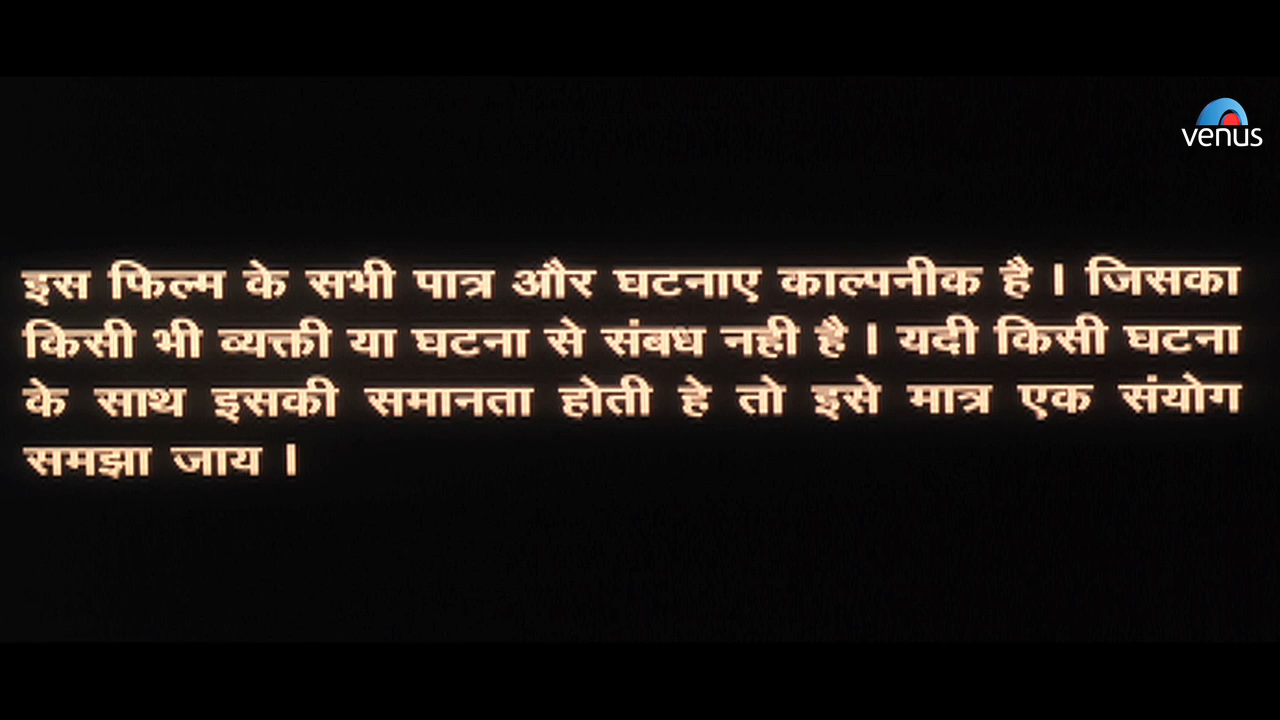 venus
इस फिल्म के सभी पात्र और घटनाए काल्पनीक है ।  जिसका
किसी भी व्यक्ती या घटना से संबध नही है । यदी किसी घटना
के साथ इसकी समानता होती हे तो इसे मात्र एक संयोग
समझा जाय ।